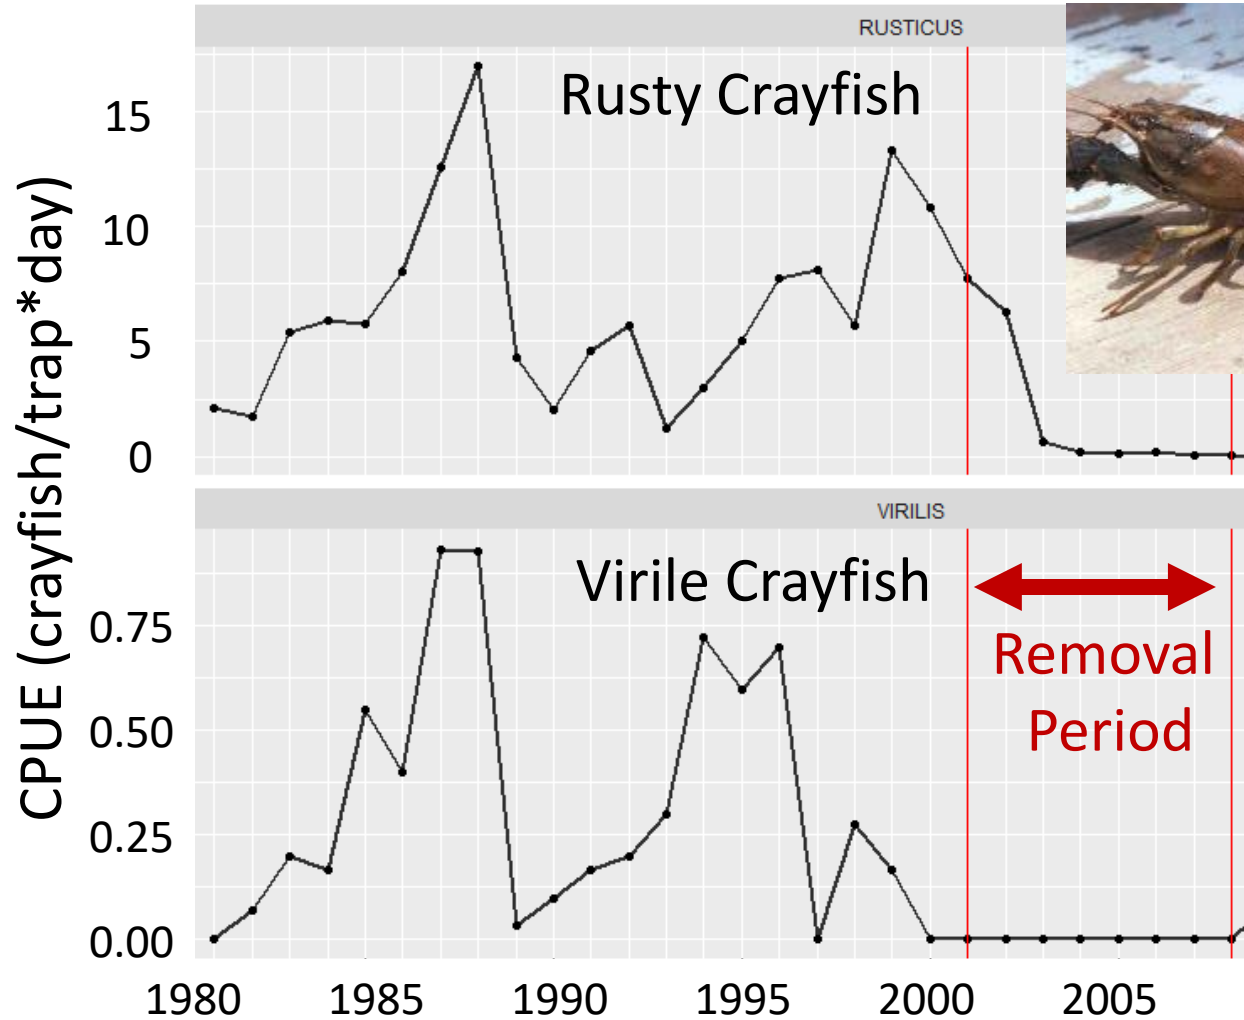 RUSTICUS
Rusty Crayfish
15
10
5
0
CPUE (crayfish/trap*day)
VIRILIS
Virile Crayfish
Removal
Period
0.75
0.50
0.25
0.00
1980 1985 1990 1995 2000 2005